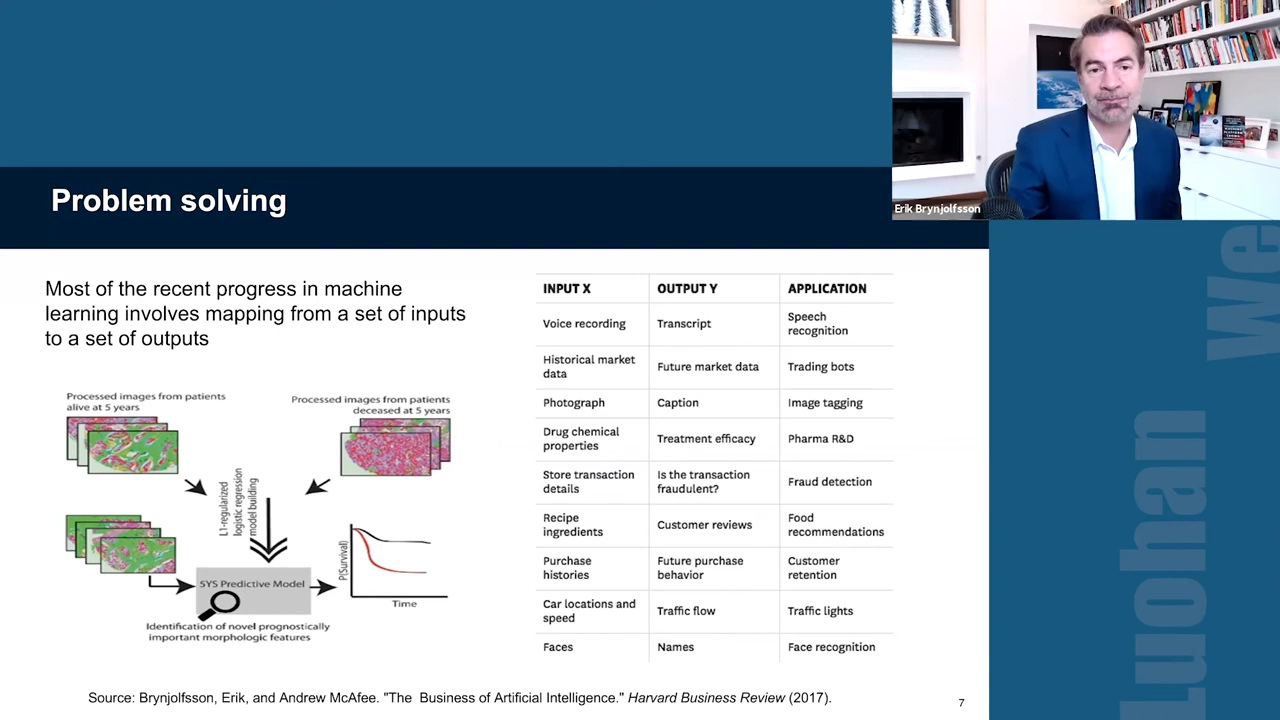 Problem solving
Erik Brynjolfsson
Most of the recent progress in machine
learning involves mapping from a set of inputs
to a set of outputs
Processed images from patients
alive at 5 years
Processed images from patients
deceased at 5 years
L1-regularized
logistic regression
model building
5YS Predictive Model
P(Survival)
Time
Identification of novel prognostically
important morphologic features
INPUT X OUTPUT Y APPLICATION
Voice recording Transcript Speech
recognition
Historical market
data Future market data Trading bots
Photograph Caption Image tagging
Drug chemical
properties Treatment efficacy Pharma R&D
Store transaction
details Is the transaction
fraudulent? Fraud detection
Recipe
ingredients Customer reviews Food
recommendations
Purchase
histories Future purchase
behavior Customer
retention
Car locations and
speed Traffic flow Traffic lights
Faces Names Face recognition
Source: Brynjolfsson, Erik, and Andrew McAfee. "The Business of Artificial Intelligence." Harvard Business Review (2017).
7
Luohan
We